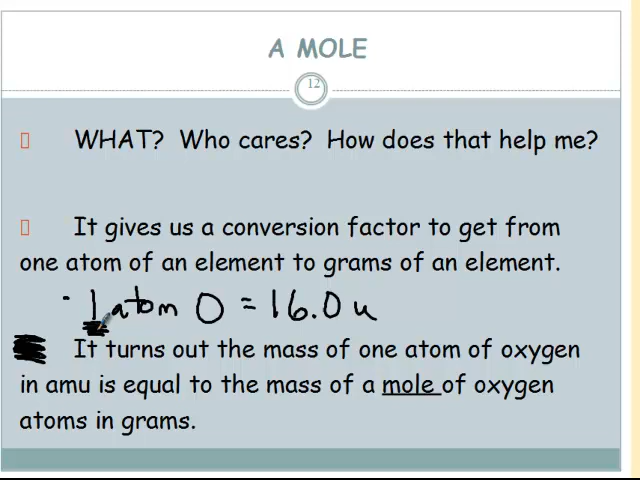 A MOLE
12
WHAT? Who cares? How does that help me?
It gives us a conversion factor to get from
one atom of an element to grams of an element.
1 atom O = 16.0 u
It turns out the mass of one atom of oxygen
in amu is equal to the mass of a mole of oxygen
atoms in grams.